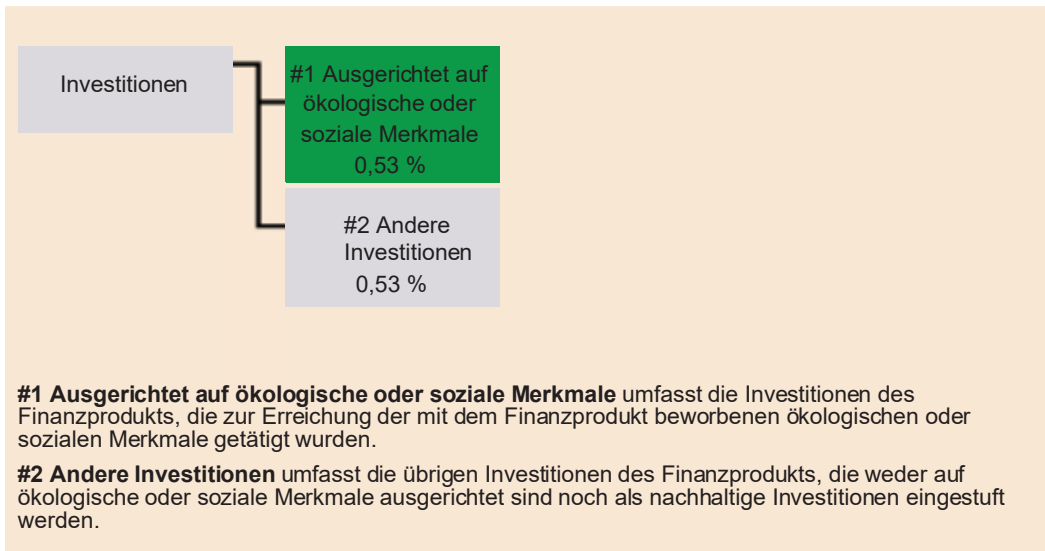 Investitionen
#1 Ausgerichtet auf
ökologische oder
soziale Merkmale
0,53 %
#2 Andere
Investitionen
0,53 %
#1 Ausgerichtet auf ökologische oder soziale Merkmale umfasst die Investitionen des
Finanzprodukts, die zur Erreichung der mit dem Finanzprodukt beworbenen ökologischen oder
sozialen Merkmale getätigt wurden.
#2 Andere Investitionen umfasst die übrigen Investitionen des Finanzprodukts, die weder auf
ökologische oder soziale Merkmale ausgerichtet sind noch als nachhaltige Investitionen eingestuft
werden.